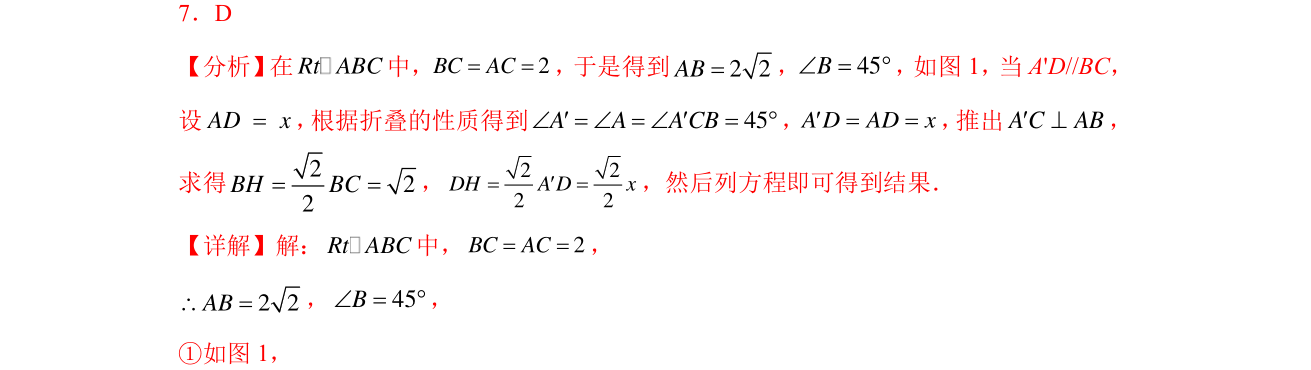 7．D
【分析】在Rt□ABC中，BC=AC=2，于是得到AB=2√2，∠B=45°，如图1，当A'D//BC，
设AD = x，根据折叠的性质得到∠A′=∠A=∠A′CB=45°，A′D=AD=x，推出A′C⊥AB，
求得BH=√2/2BC=√2，DH=√2/2A′D=√2/2x，然后列方程即可得到结果．
【详解】解：Rt□ABC中，BC=AC=2，
∴AB=2√2，∠B=45°，
①如图1，